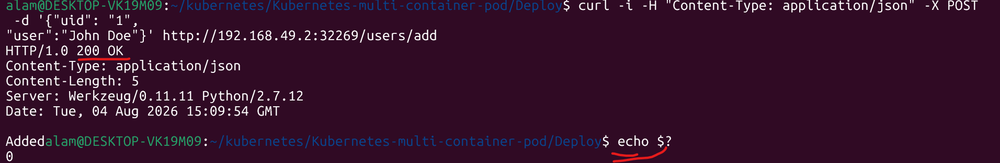 alam@DESKTOP-VK19M09:~/kubernetes/Kubernetes-multi-container-pod/Deploy$ curl -i -H "Content-Type: application/json" -X POST
 -d '{"uid": "1",
"user":"John Doe"}' http://192.168.49.2:32269/users/add
HTTP/1.0 200 OK
Content-Type: application/json
Content-Length: 5
Server: Werkzeug/0.11.11 Python/2.7.12
Date: Tue, 04 Aug 2026 15:09:54 GMT

Addedalam@DESKTOP-VK19M09:~/kubernetes/Kubernetes-multi-container-pod/Deploy$ echo $?
0